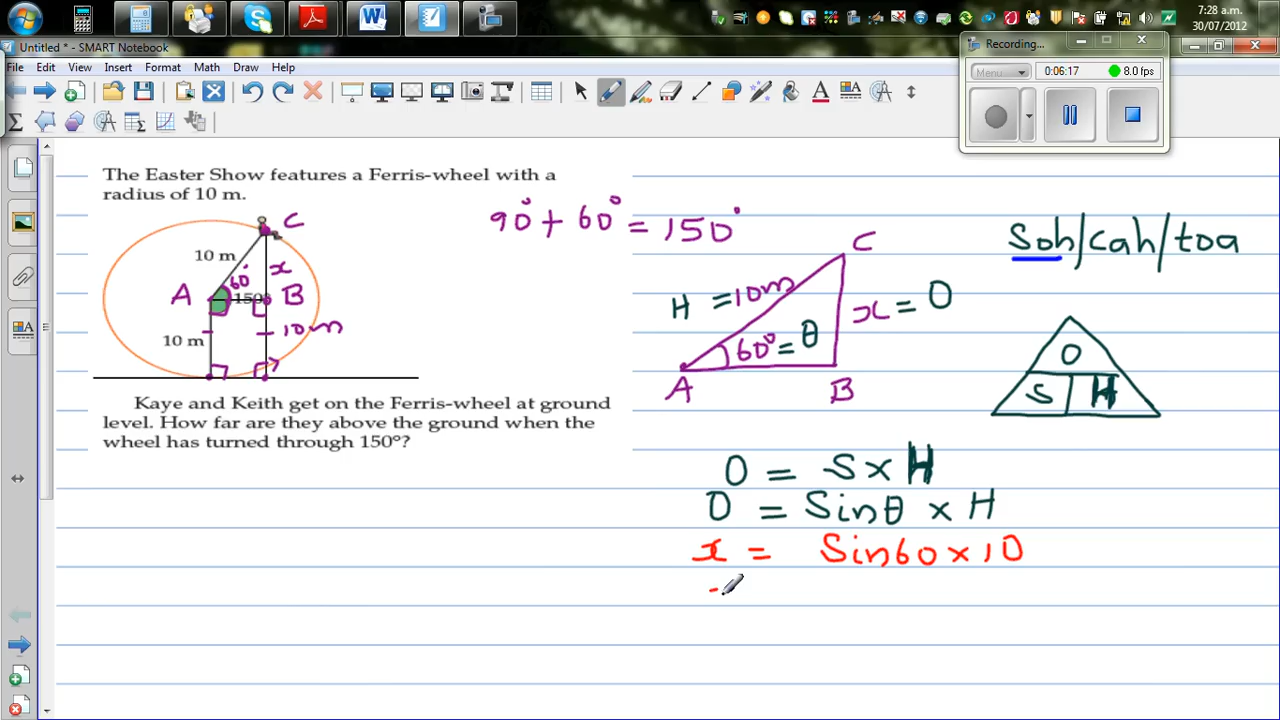 7:28 a.m.
30/07/2012
Untitled * - SMART Notebook
Recording...
File Edit View Insert Format Math Draw Help
Menu
0:06:17
8.0 fps
The Easter Show features a Ferris-wheel with a
radius of 10 m.
C
10 m
60°
x
A
150°
B
10 m
10m
Kaye and Keith get on the Ferris-wheel at ground
level. How far are they above the ground when the
wheel has turned through 150°?
90° + 60° = 150°
Soh/Cah/toa
C
H = 10m
x = O
60° = θ
A
B
O
S H
O = S x H
O = Sinθ x H
x = Sin60 x 10